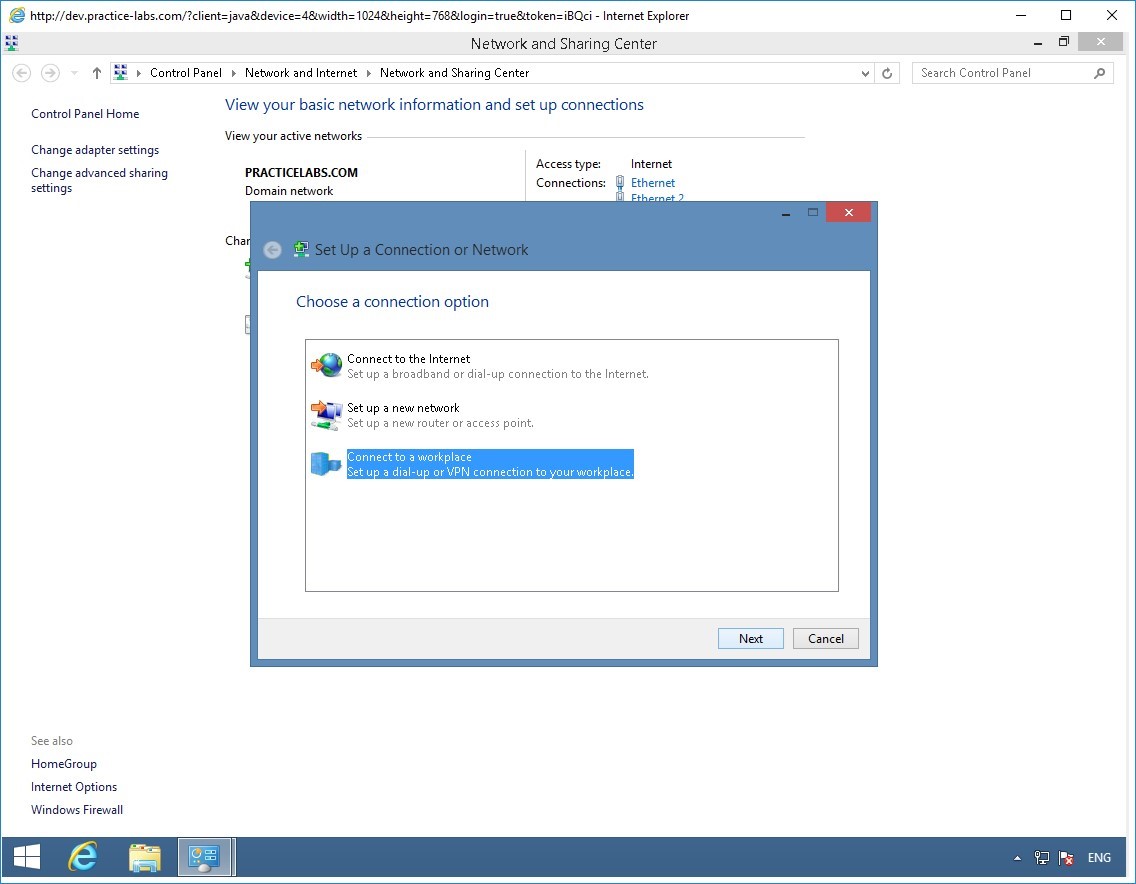 http://dev.practice-labs.com/?client=java&device=4&width=1024&height=768&login=true&token=iBQci - Internet Explorer
Network and Sharing Center
Control Panel Network and Internet Network and Sharing Center
Search Control Panel
Control Panel Home
Change adapter settings
Change advanced sharing
settings
View your basic network information and set up connections
View your active networks
PRACTICELABS.COM
Domain network
Access type: Internet
Connections: Ethernet
Ethernet 2
Chan
Set Up a Connection or Network
Choose a connection option
Connect to the Internet
Set up a broadband or dial-up connection to the Internet.
Set up a new network
Set up a new router or access point.
Connect to a workplace
Set up a dial-up or VPN connection to your workplace.
Next Cancel
See also
HomeGroup
Internet Options
Windows Firewall
ENG